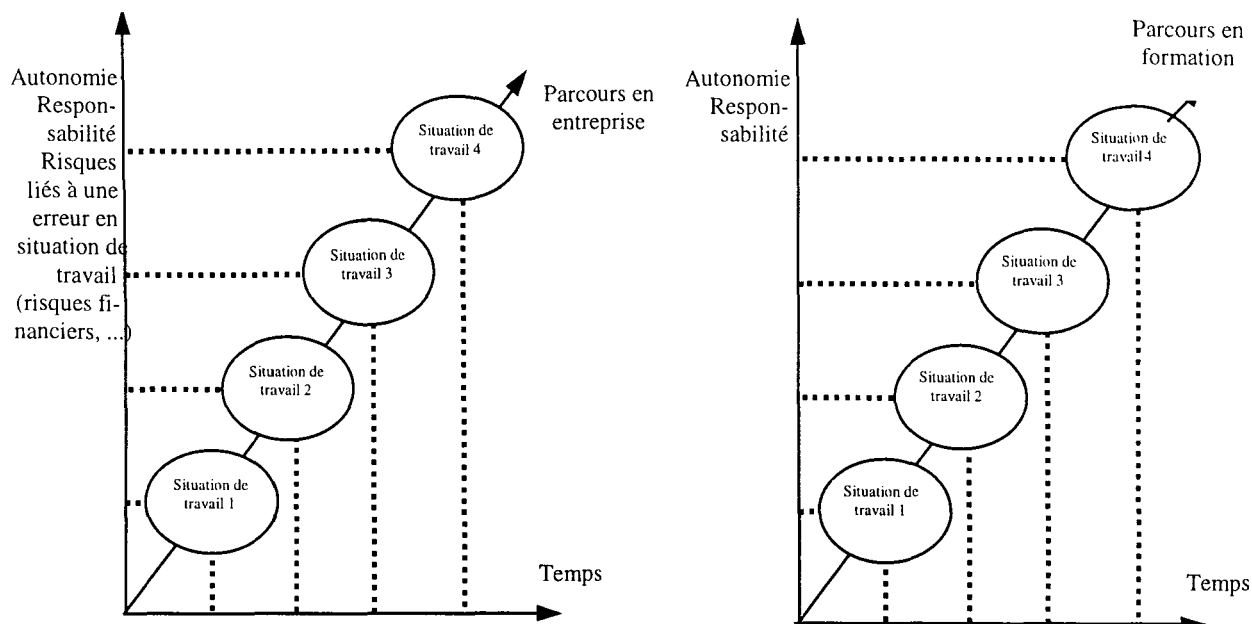 Autonomie
Respon-
sabilité
Risques
liés à une
erreur en
situation de
travail
(risques fi-
nanciers, ...)
Parcours en
entreprise
Situation de
travail 4
Situation de
travail 3
Situation de
travail 2
Situation de
travail 1
Temps
Parcours en
formation
Autonomie
Respon-
sabilité
Situation de
travail 4
Situation de
travail 3
Situation de
travail 2
Situation de
travail 1
Temps